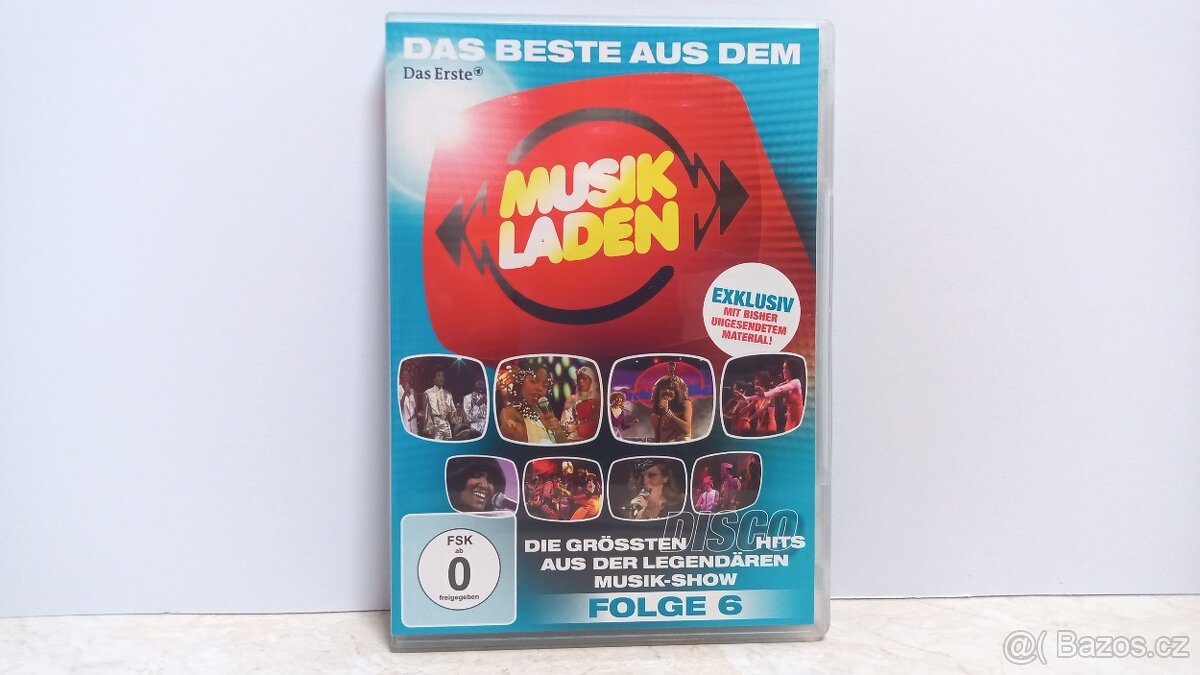 DAS BESTE AUS DEM
Das Erste
MUSIK
LADEN
EXKLUSIV
MIT BISHER
UNGESENDETEM
MATERIAL!
DIE GRÖSSTEN DISCO HITS
AUS DER LEGENDÄREN
MUSIK-SHOW
FOLGE 6
FSK
ab
0
freigegeben
@( Bazos.cz